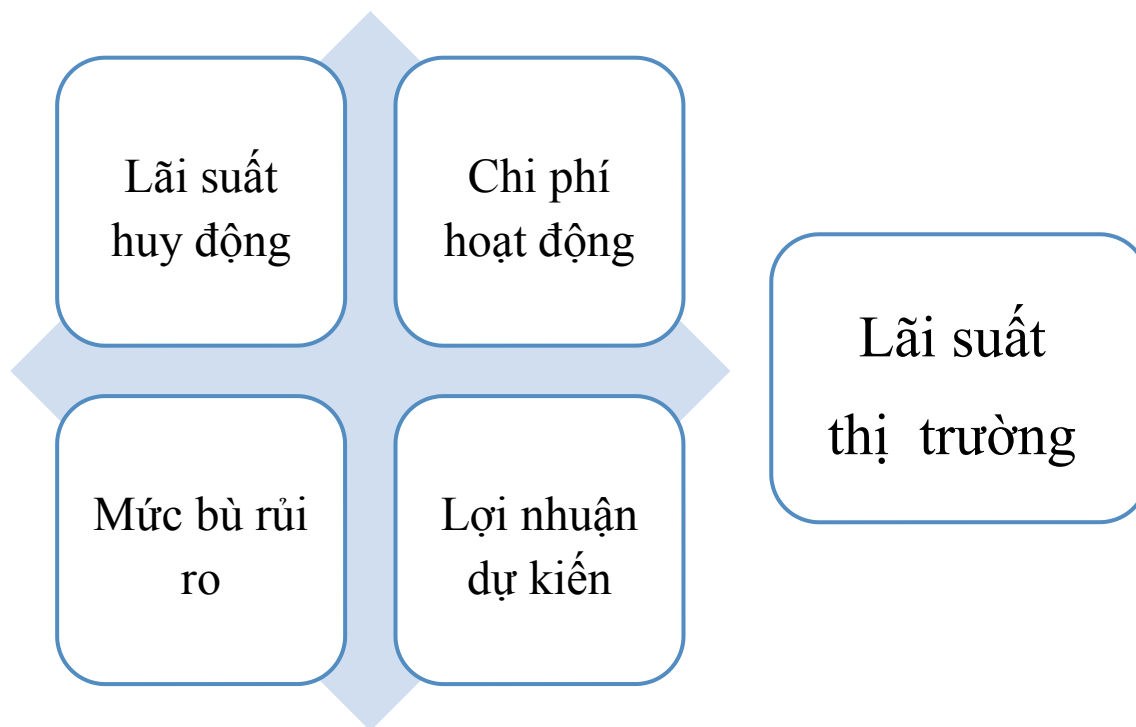 Lãi suất
huy động
Chi phí
hoạt động
Mức bù rủi
ro
Lợi nhuận
dự kiến
Lãi suất
thị trường